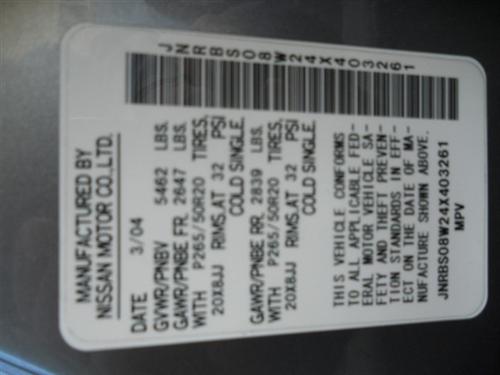 MANUFACTURED BY
NISSAN MOTOR CO.,LTD.
DATE 3/04
GVWR/PNBV 5462 LBS.
GAWR/PNBE FR. 2647 LBS.
WITH P265/50R20 TIRES,
20X8JJ RIMS, AT 32 PSI
COLD SINGLE.
GAWR/PNBE RR. 2839 LBS.
WITH P265/50R20 TIRES,
20X8JJ RIMS, AT 32 PSI
COLD SINGLE.
THIS VEHICLE CONFORMS
TO ALL APPLICABLE FED-
ERAL MOTOR VEHICLE SA-
FETY AND THEFT PREVEN-
TION STANDARDS IN EFF-
ECT ON THE DATE OF MA-
NUFACTURE SHOWN ABOVE.
JNRBS08W24X403261
MPV
JNRBS08W24X403261